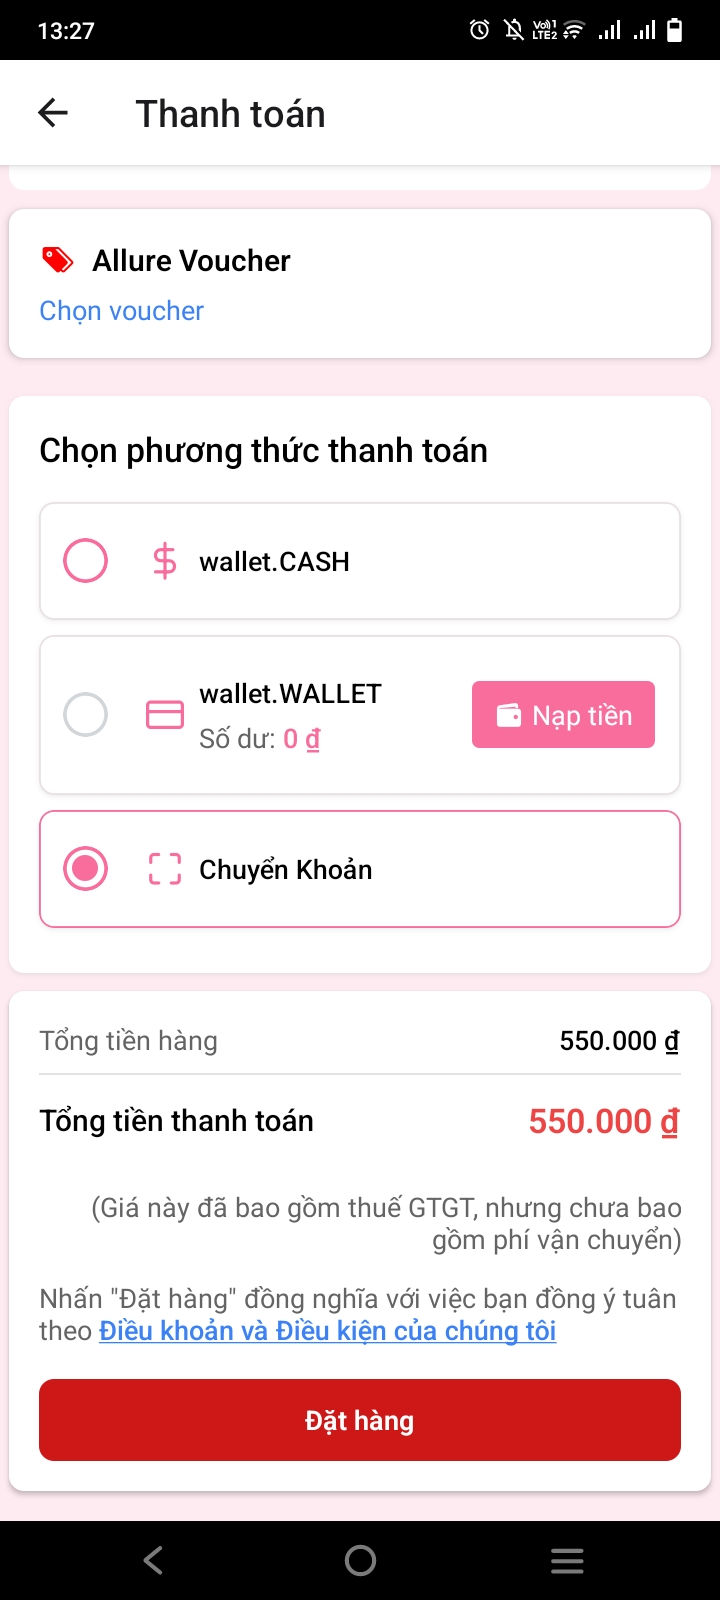 13:27
Vo)) 1
LTE2
Thanh toán
Allure Voucher
Chọn voucher
Chọn phương thức thanh toán
$ wallet.CASH
wallet.WALLET
Số dư: 0 ₫
Nạp tiền
Chuyển Khoản
Tổng tiền hàng 550.000 ₫
Tổng tiền thanh toán 550.000 ₫
(Giá này đã bao gồm thuế GTGT, nhưng chưa bao
gồm phí vận chuyển)
Nhấn "Đặt hàng" đồng nghĩa với việc bạn đồng ý tuân
theo Điều khoản và Điều kiện của chúng tôi
Đặt hàng